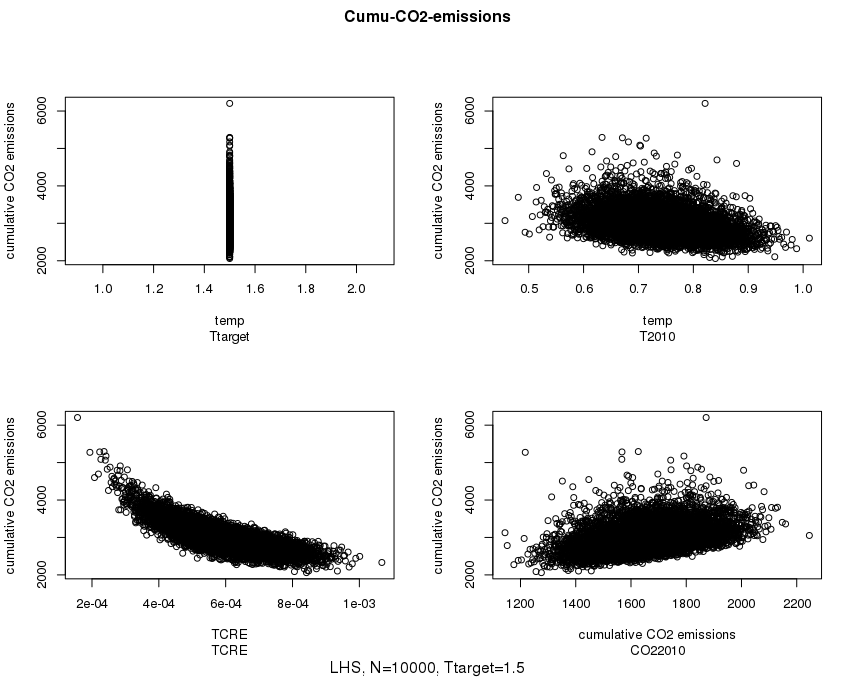 Cumu-CO2-emissions
cumulative CO2 emissions
2000 4000 6000
1.0 1.2 1.4 1.6 1.8 2.0
temp
Ttarget
cumulative CO2 emissions
2000 4000 6000
0.5 0.6 0.7 0.8 0.9 1.0
temp
T2010
cumulative CO2 emissions
2000 4000 6000
2e-04 4e-04 6e-04 8e-04 1e-03
TCRE
TCRE
cumulative CO2 emissions
2000 4000 6000
1200 1400 1600 1800 2000 2200
cumulative CO2 emissions
CO22010
LHS, N=10000, Ttarget=1.5